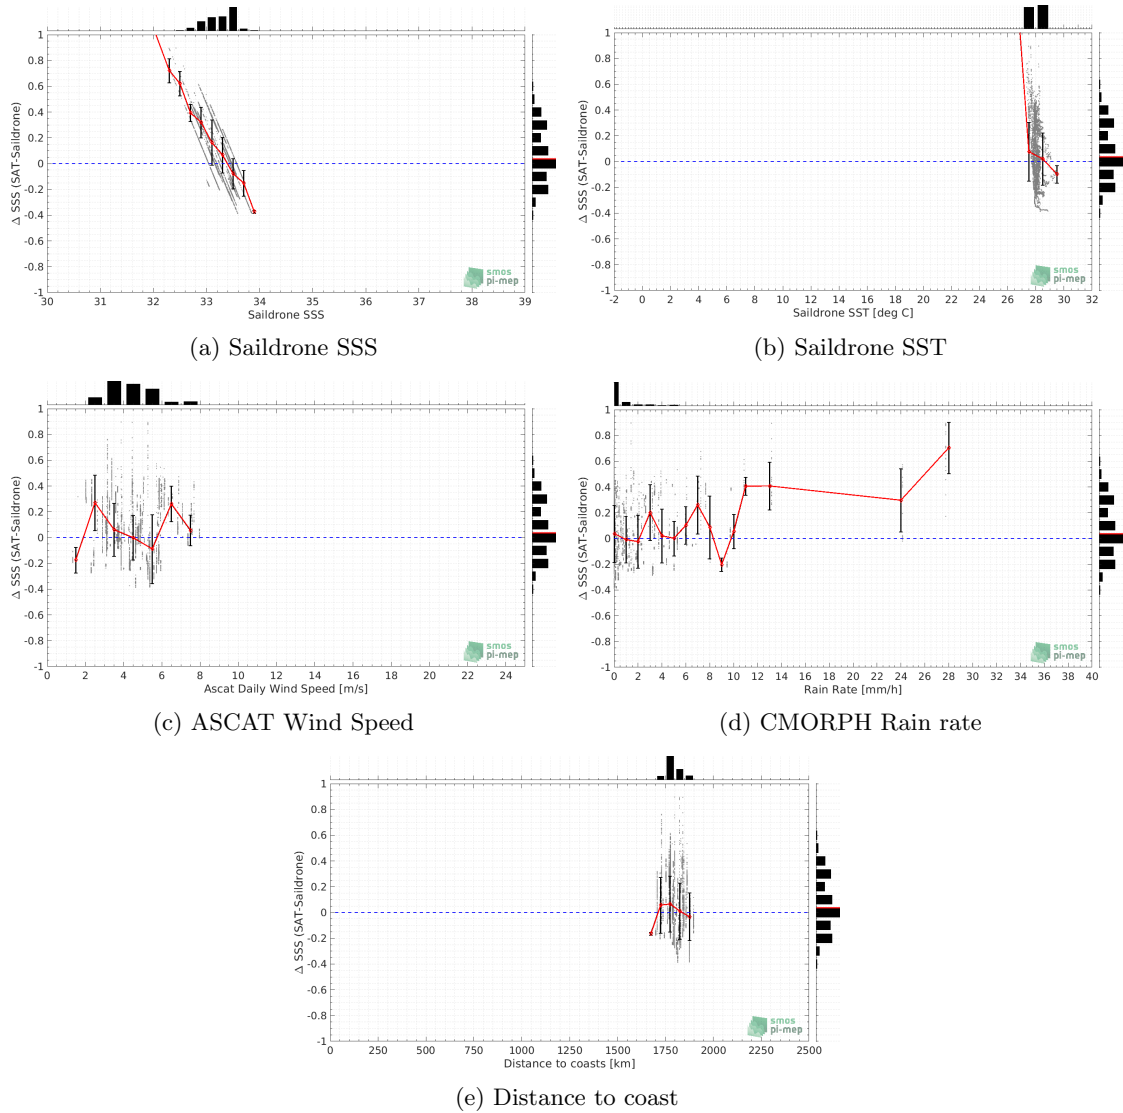 1
0.8
0.6
0.4
0.2
0
-0.2
-0.4
-0.6
-0.8
-1
Δ SSS (SAT-Saildrone)
30 31 32 33 34 35 36 37 38 39
Saildrone SSS
smos
pi-mep
(a) Saildrone SSS
1
0.8
0.6
0.4
0.2
0
-0.2
-0.4
-0.6
-0.8
-1
Δ SSS (SAT-Saildrone)
-2 0 2 4 6 8 10 12 14 16 18 20 22 24 26 28 30 32
Saildrone SST [deg C]
smos
pi-mep
(b) Saildrone SST
1
0.8
0.6
0.4
0.2
0
-0.2
-0.4
-0.6
-0.8
-1
Δ SSS (SAT-Saildrone)
0 2 4 6 8 10 12 14 16 18 20 22 24
Ascat Daily Wind Speed [m/s]
smos
pi-mep
(c) ASCAT Wind Speed
1
0.8
0.6
0.4
0.2
0
-0.2
-0.4
-0.6
-0.8
-1
Δ SSS (SAT-Saildrone)
0 2 4 6 8 10 12 14 16 18 20 22 24 26 28 30 32 34 36 38 40
Rain Rate [mm/h]
smos
pi-mep
(d) CMORPH Rain rate
1
0.8
0.6
0.4
0.2
0
-0.2
-0.4
-0.6
-0.8
-1
Δ SSS (SAT-Saildrone)
0 250 500 750 1000 1250 1500 1750 2000 2250 2500
Distance to coasts [km]
smos
pi-mep
(e) Distance to coast